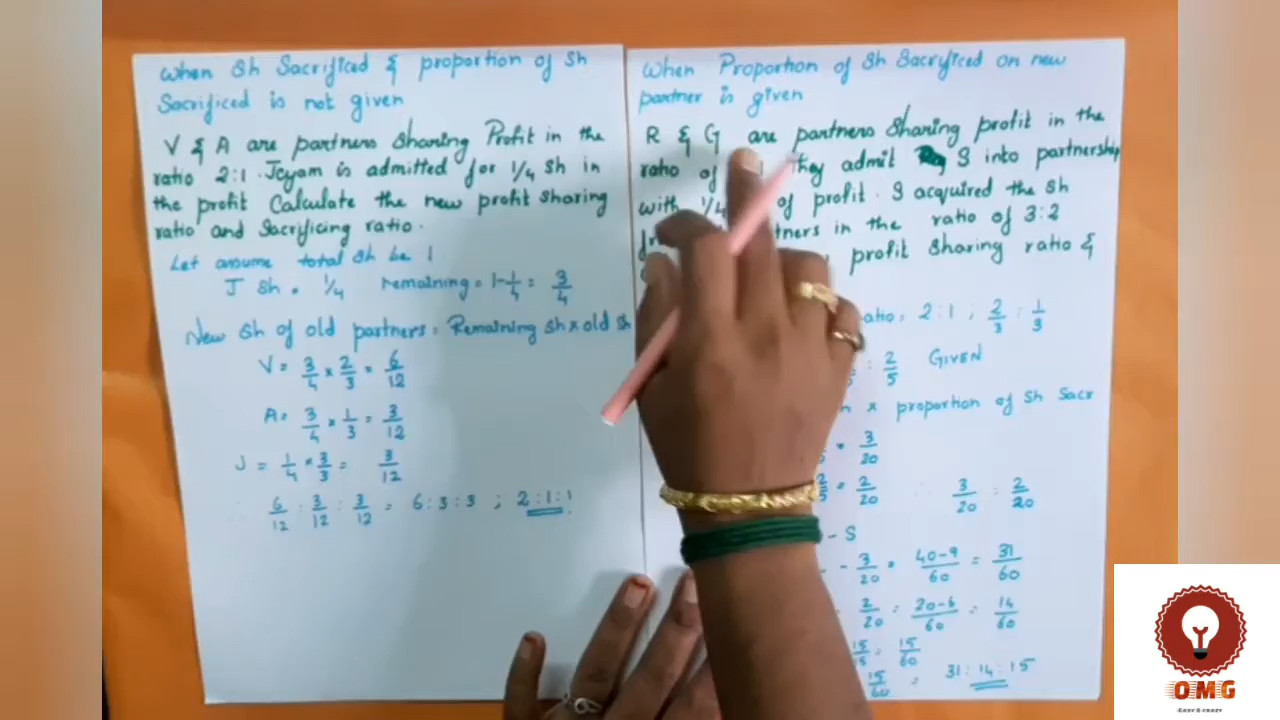 When Sh Sacrificed & proportion of Sh
Sacrificed is not given
V & A are partners sharing Profit in the
ratio 2:1. Jeyam is admitted for 1/4 Sh in
the profit Calculate the new profit sharing
ratio and Sacrificing ratio.
Let assume total Sh be 1
J Sh = 1/4 remaining = 1-1/4 = 3/4
New Sh of old partners = Remaining sh x old sh
V = 3/4 x 2/3 = 6/12
A = 3/4 x 1/3 = 3/12
J = 1/4 x 3/3 = 3/12
∴ 6/12 : 3/12 : 3/12 = 6:3:3 ; 2:1:1
When Proportion of Sh Sacrificed on new
partner is given
R & G are partners sharing profit in the
ratio of They admit S into partnership
with 1/4 of profit. S acquired the sh
in the ratio of 3:2
profit sharing ratio &
2:1 ; 2/3 : 1/3
: 2/5 GIVEN
x proportion of Sh Sacr
= 3/20
2/5 = 2/20 ∴ 3/20 : 2/20
- S
- 3/20 = 40-9/60 = 31/60
2/20 = 20-6/60 = 14/60
= 15/60
15/60 = 31:14:15
OMG